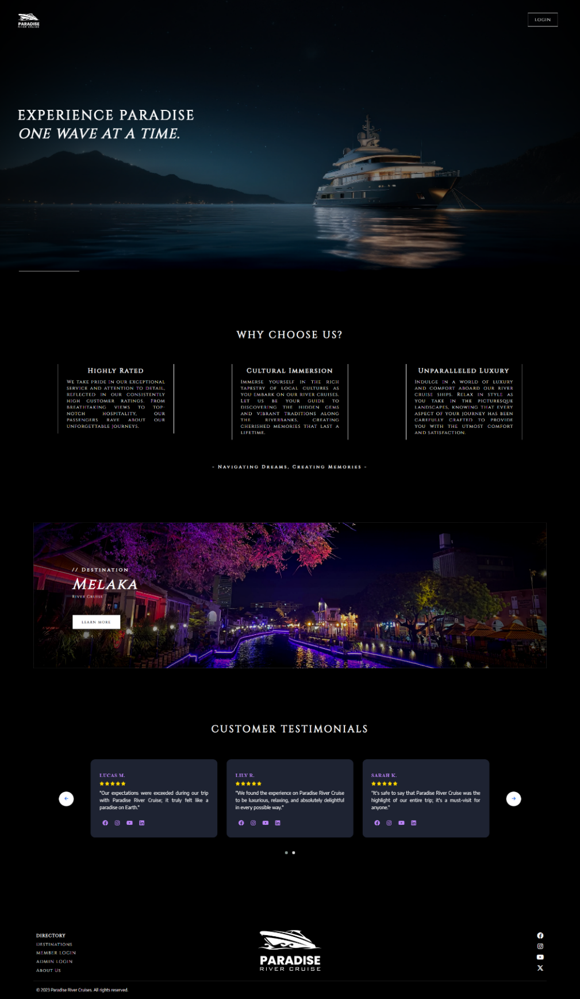 PARADISE
RIVER CRUISE
LOGIN
EXPERIENCE PARADISE
ONE WAVE AT A TIME.
WHY CHOOSE US?
HIGHLY RATED
WE TAKE PRIDE IN OUR EXCEPTIONAL
SERVICE AND ATTENTION TO DETAIL,
REFLECTED IN OUR CONSISTENTLY
HIGH CUSTOMER RATINGS. FROM
BREATHTAKING VIEWS TO TOP-
NOTCH HOSPITALITY, OUR
PASSENGERS RAVE ABOUT OUR
UNFORGETTABLE JOURNEYS.
CULTURAL IMMERSION
IMMERSE YOURSELF IN THE RICH
TAPESTRY OF LOCAL CULTURES AS
YOU EMBARK ON OUR RIVER CRUISES.
LET US BE YOUR GUIDE TO
DISCOVERING THE HIDDEN GEMS
AND VIBRANT TRADITIONS ALONG
THE RIVERBANKS, CREATING
CHERISHED MEMORIES THAT LAST A
LIFETIME.
UNPARALLELED LUXURY
INDULGE IN A WORLD OF LUXURY
AND COMFORT ABOARD OUR RIVER
CRUISE SHIPS. RELAX IN STYLE AS
YOU TAKE IN THE PICTURESQUE
LANDSCAPES, KNOWING THAT EVERY
ASPECT OF YOUR JOURNEY HAS BEEN
CAREFULLY CRAFTED TO PROVIDE
YOU WITH THE UTMOST COMFORT
AND SATISFACTION.
- NAVIGATING DREAMS, CREATING MEMORIES -
// DESTINATION
MELAKA
RIVER CRUISE
LEARN MORE
CUSTOMER TESTIMONIALS
LUCAS M.
"Our expectations were exceeded during our trip
with Paradise River Cruise; it truly felt like a
paradise on Earth."
LILY R.
"We found the experience on Paradise River Cruise
to be luxurious, relaxing, and absolutely delightful
in every possible way."
SARAH K.
"It's safe to say that Paradise River Cruise was the
highlight of our entire trip; it's a must-visit for
anyone."
DIRECTORY
DESTINATIONS
MEMBER LOGIN
ADMIN LOGIN
ABOUT US
PARADISE
RIVER CRUISE
© 2023 Paradise River Cruises. All rights reserved.